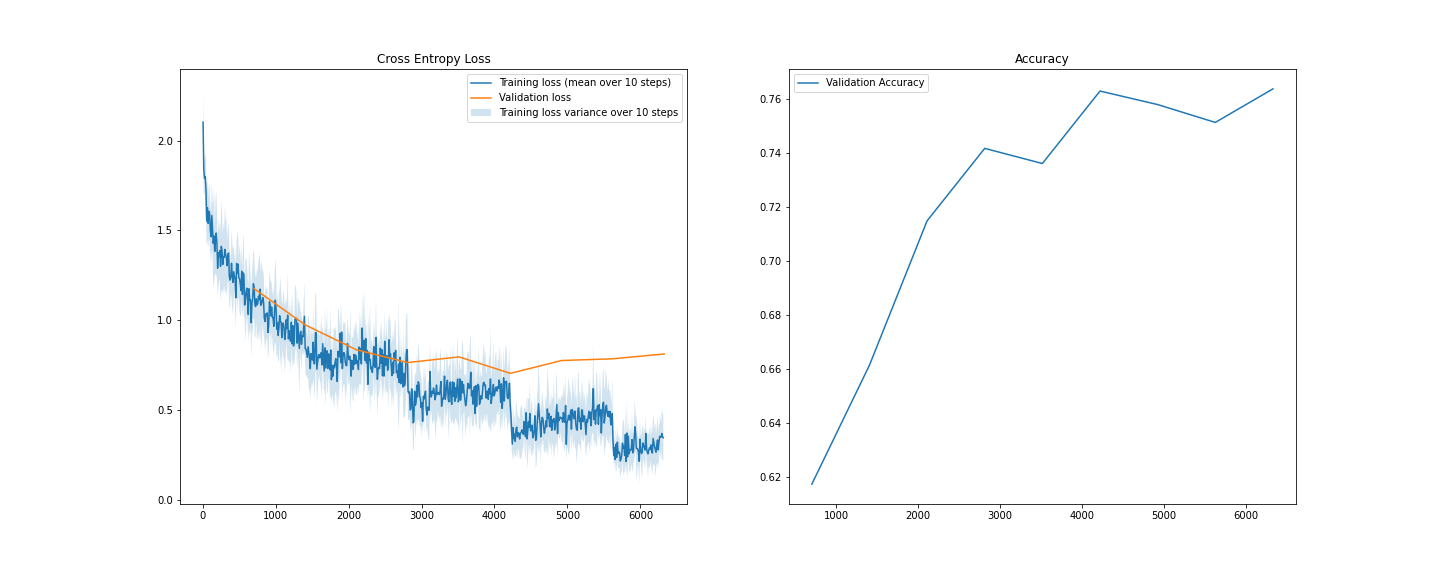 Cross Entropy Loss
Training loss (mean over 10 steps)
Validation loss
Training loss variance over 10 steps
2.0
1.5
1.0
0.5
0.0
0 1000 2000 3000 4000 5000 6000
Accuracy
Validation Accuracy
0.76
0.74
0.72
0.70
0.68
0.66
0.64
0.62
1000 2000 3000 4000 5000 6000